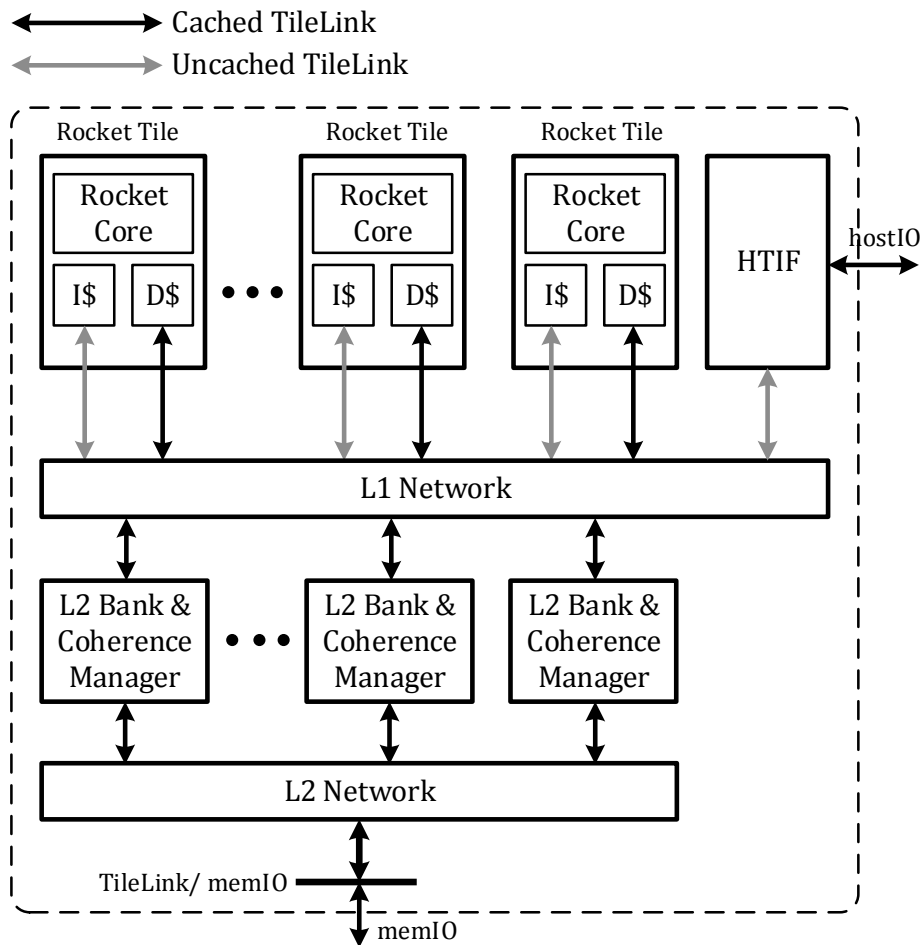 Cached TileLink
Uncached TileLink
Rocket Tile
Rocket Tile
Rocket Tile
Rocket
Core
I$
D$
Rocket
Core
I$
D$
Rocket
Core
I$
D$
HTIF
hostIO
L1 Network
L2 Bank &
Coherence
Manager
L2 Bank &
Coherence
Manager
L2 Bank &
Coherence
Manager
L2 Network
TileLink/ memIO
memIO